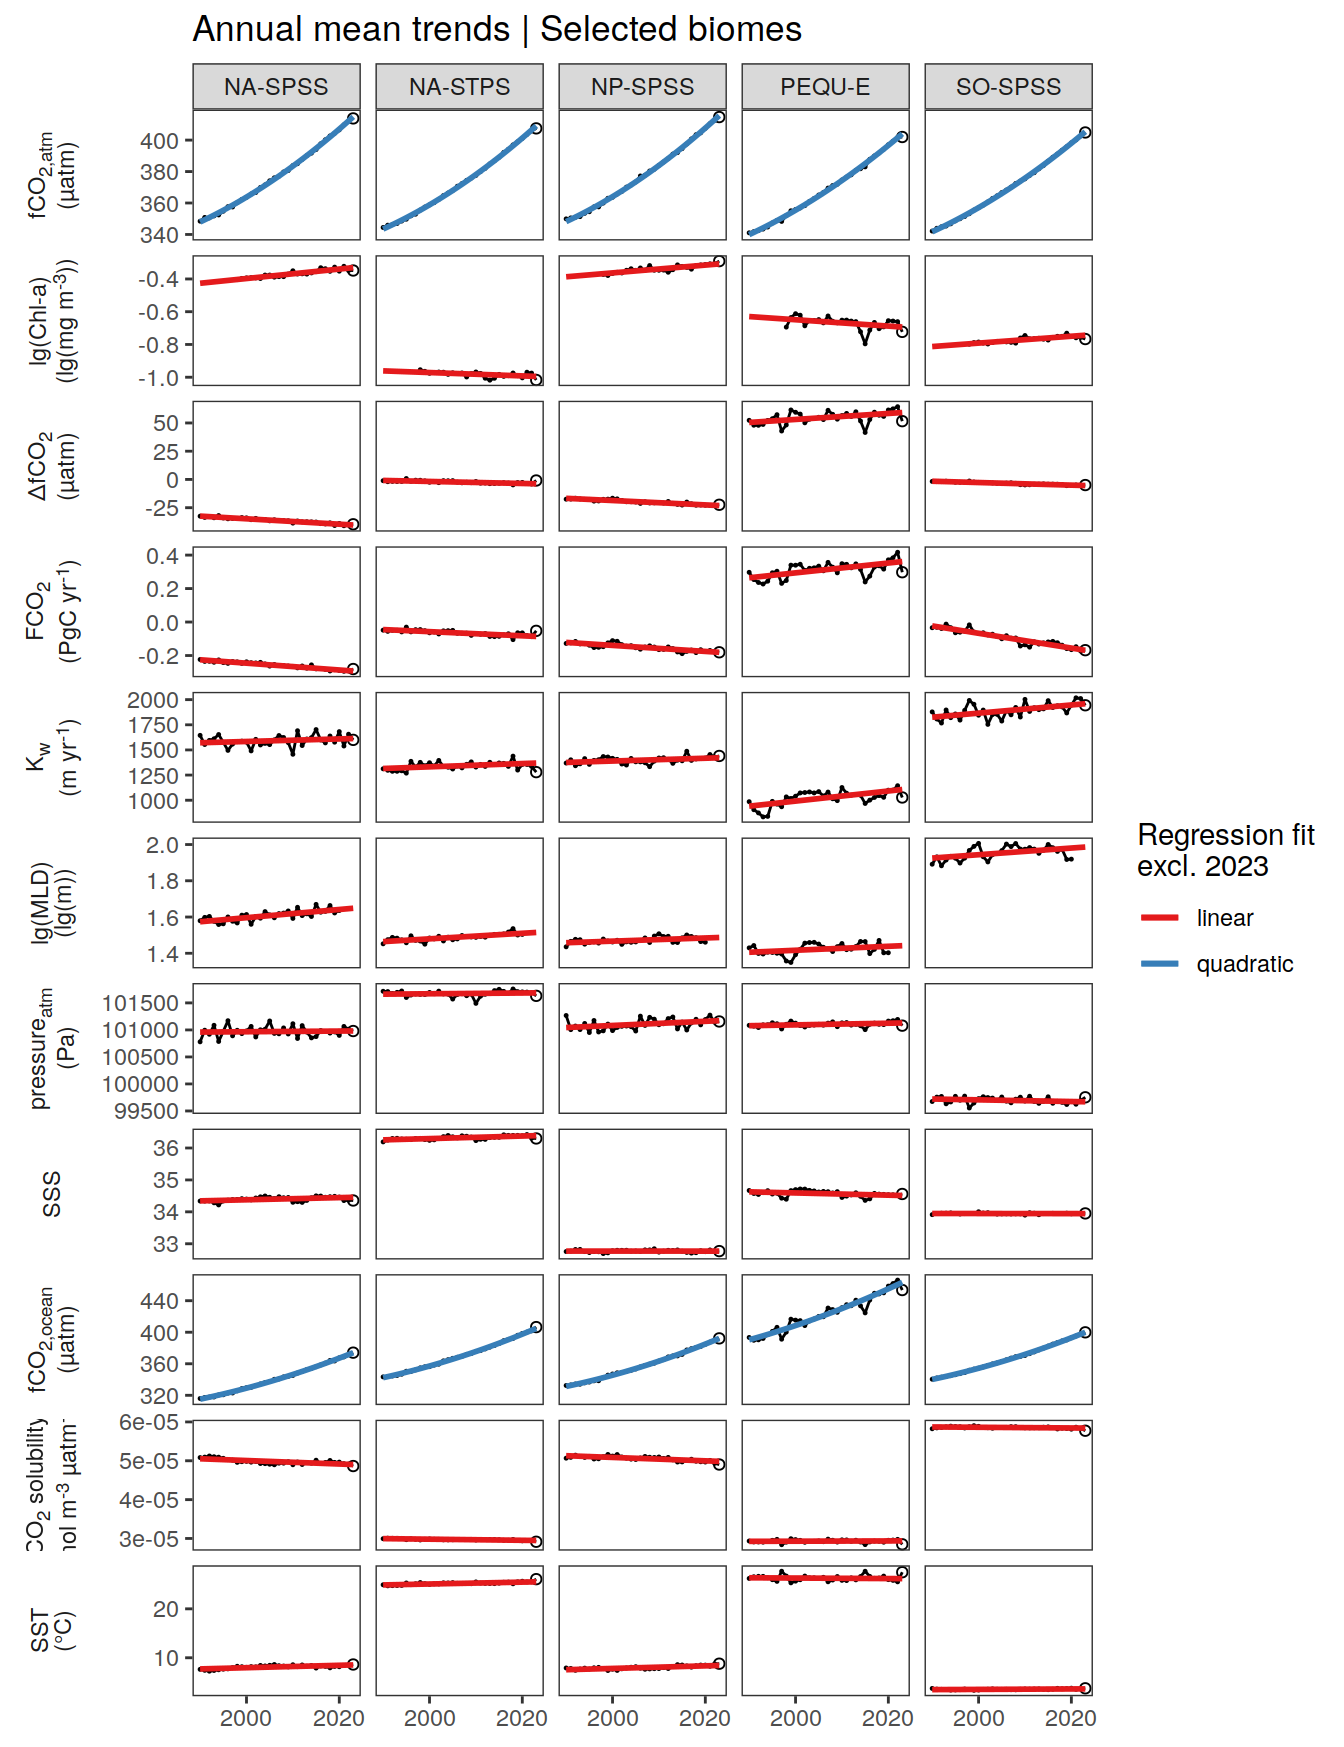 Annual mean trends | Selected biomes
NA-SPSS NA-STPS NP-SPSS PEQU-E SO-SPSS
fCO2,atm
(µatm)
400
380
360
340
lg(Chl-a)
(lg(mg m-3))
-0.4
-0.6
-0.8
-1.0
ΔfCO2
(µatm)
50
25
0
-25
FCO2
(PgC yr-1)
0.4
0.2
0.0
-0.2
Kw
(m yr-1)
2000
1750
1500
1250
1000
lg(MLD)
(lg(m))
2.0
1.8
1.6
1.4
pressureatm
(Pa)
101500
101000
100500
100000
99500
SSS
36
35
34
33
fCO2,ocean
(µatm)
440
400
360
320
CO2 solubility
mol m-3 µatm-
6e-05
5e-05
4e-05
3e-05
SST
(°C)
20
10
2000 2020 2000 2020 2000 2020 2000 2020 2000 2020
Regression fit
excl. 2023
linear
quadratic